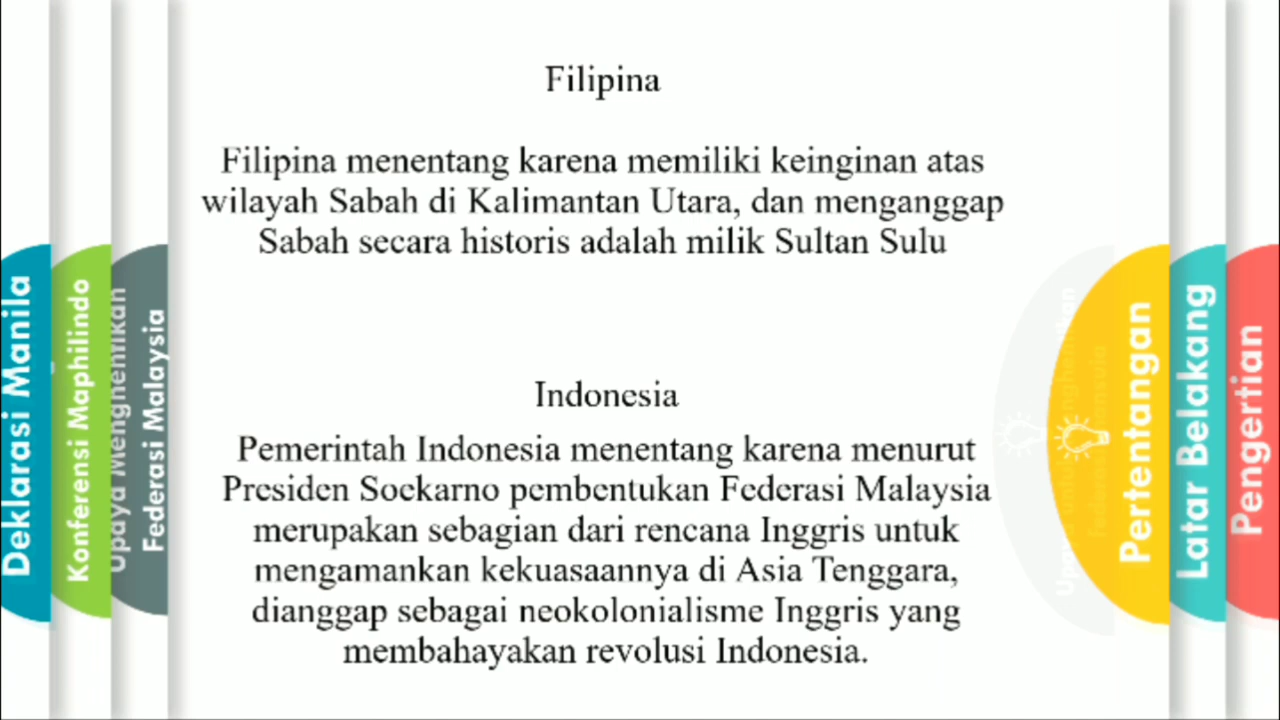 Filipina
Filipina menentang karena memiliki keinginan atas
wilayah Sabah di Kalimantan Utara, dan menganggap
Sabah secara historis adalah milik Sultan Sulu
Indonesia
Pemerintah Indonesia menentang karena menurut
Presiden Soekarno pembentukan Federasi Malaysia
merupakan sebagian dari rencana Inggris untuk
mengamankan kekuasaannya di Asia Tenggara,
dianggap sebagai neokolonialisme Inggris yang
membahayakan revolusi Indonesia.
Deklarasi Manila
Konferensi Maphilindo
Upaya Menghentikan
Federasi Malaysia
Pertentangan
Latar Belakang
Pengertian